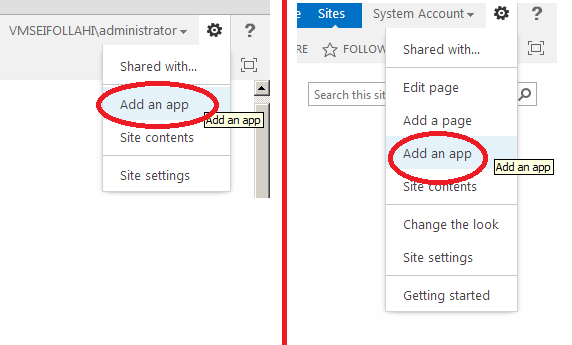 VMSEIFOLLAHI\administrator ?
Shared with...
Add an app
Add an app
Site contents
Site settings
Sites System Account ?
FOLLOW
Shared with...
Edit page
Search this sit
Add a page
Add an app
Add an app
Site contents
Change the look
Site settings
Getting started